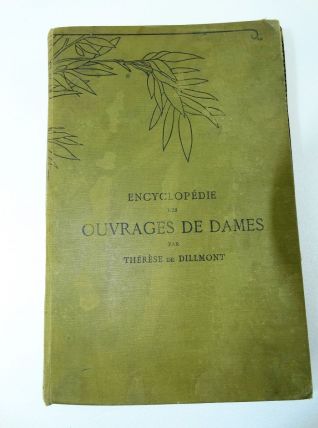 ENCYCLOPÉDIE
DES
OUVRAGES DE DAMES
PAR
THÉRÈSE DE DILLMONT